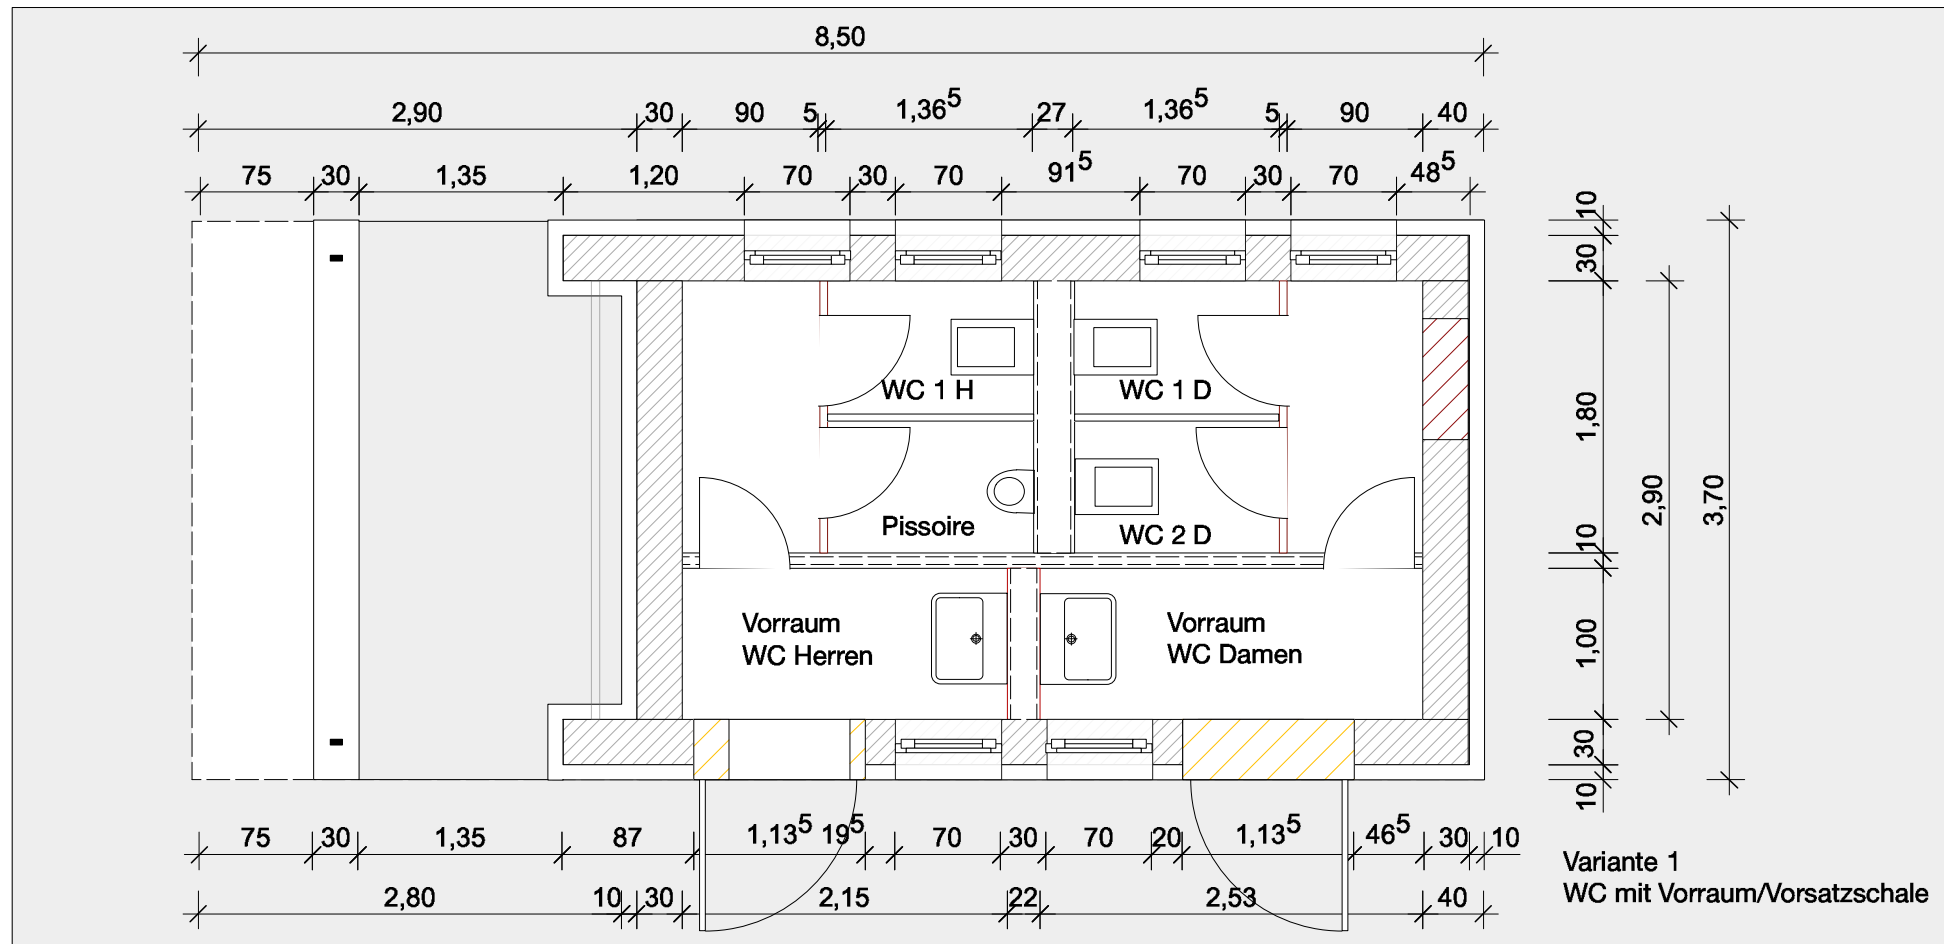 8,50
2,90 30 90 5 1,36⁵ 27 1,36⁵ 5 90 40
75 30 1,35 1,20 70 30 70 91⁵ 70 30 70 48⁵
10
30
1,80
2,90
3,70
10
1,00
30
10
WC 1 H
WC 1 D
Pissoire
WC 2 D
Vorraum
WC Herren
Vorraum
WC Damen
75 30 1,35 87 1,13⁵ 19⁵ 70 30 70 20 1,13⁵ 46⁵ 30 10
2,80 10 30 2,15 22 2,53 40
Variante 1
WC mit Vorraum/Vorsatzschale